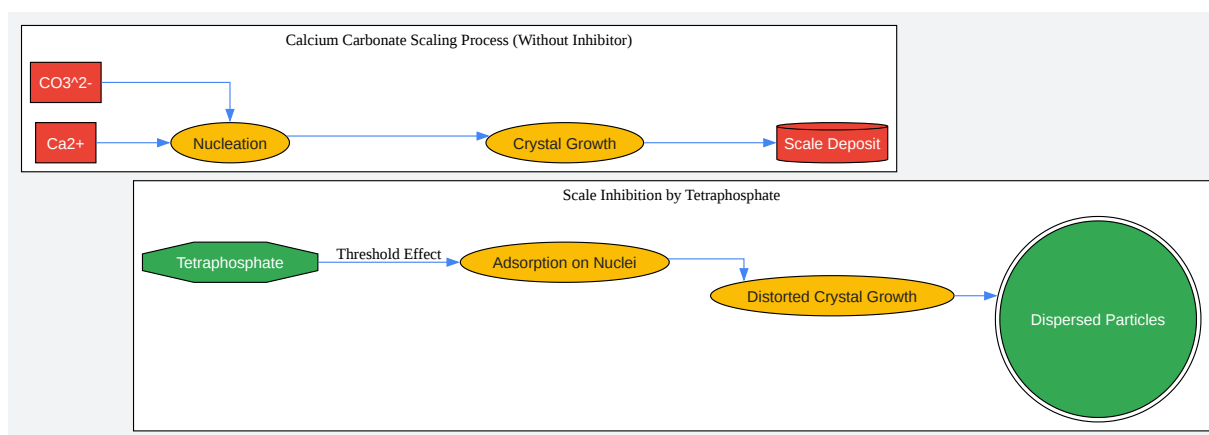 Calcium Carbonate Scaling Process (Without Inhibitor)
CO3^2-
Ca2+
Nucleation
Crystal Growth
Scale Deposit
Scale Inhibition by Tetraphosphate
Tetraphosphate
Threshold Effect
Adsorption on Nuclei
Distorted Crystal Growth
Dispersed Particles